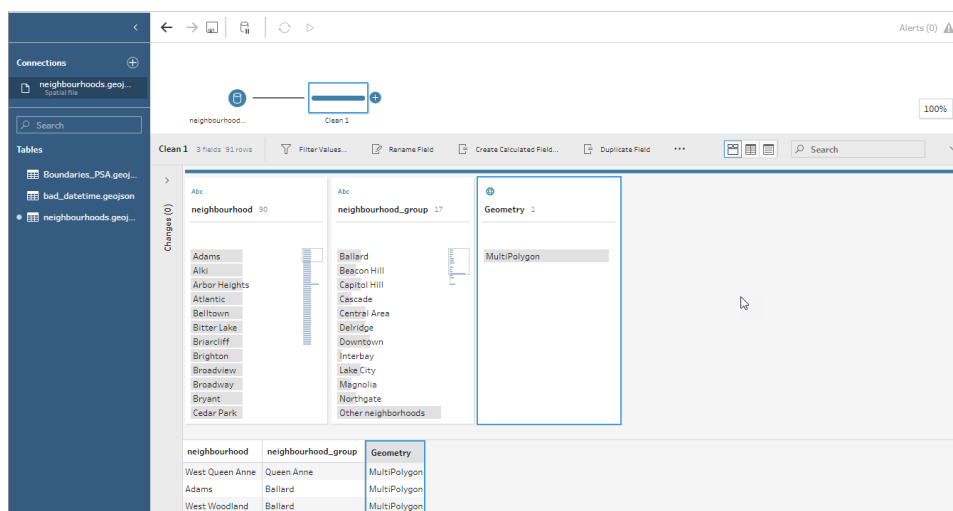 Alerts (0)
Connections
neighbourhoods.geoj...
Spatial file
Search
Tables
Boundaries_PSA.geoj...
bad_datetime.geojson
neighbourhoods.geoj...
neighbourhood...
Clean 1
100%
Clean 1 3 fields 91 rows Filter Values... Rename Field Create Calculated Field... Duplicate Field ... Search
Changes (0)
Abc
neighbourhood 90
Adams
Alki
Arbor Heights
Atlantic
Belltown
Bitter Lake
Briarcliff
Brighton
Broadview
Broadway
Bryant
Cedar Park
Abc
neighbourhood_group 17
Ballard
Beacon Hill
Capitol Hill
Cascade
Central Area
Delridge
Downtown
Interbay
Lake City
Magnolia
Northgate
Other neighborhoods
Geometry 1
MultiPolygon
neighbourhood neighbourhood_group Geometry
West Queen Anne Queen Anne MultiPolygon
Adams Ballard MultiPolygon
West Woodland Ballard MultiPolygon